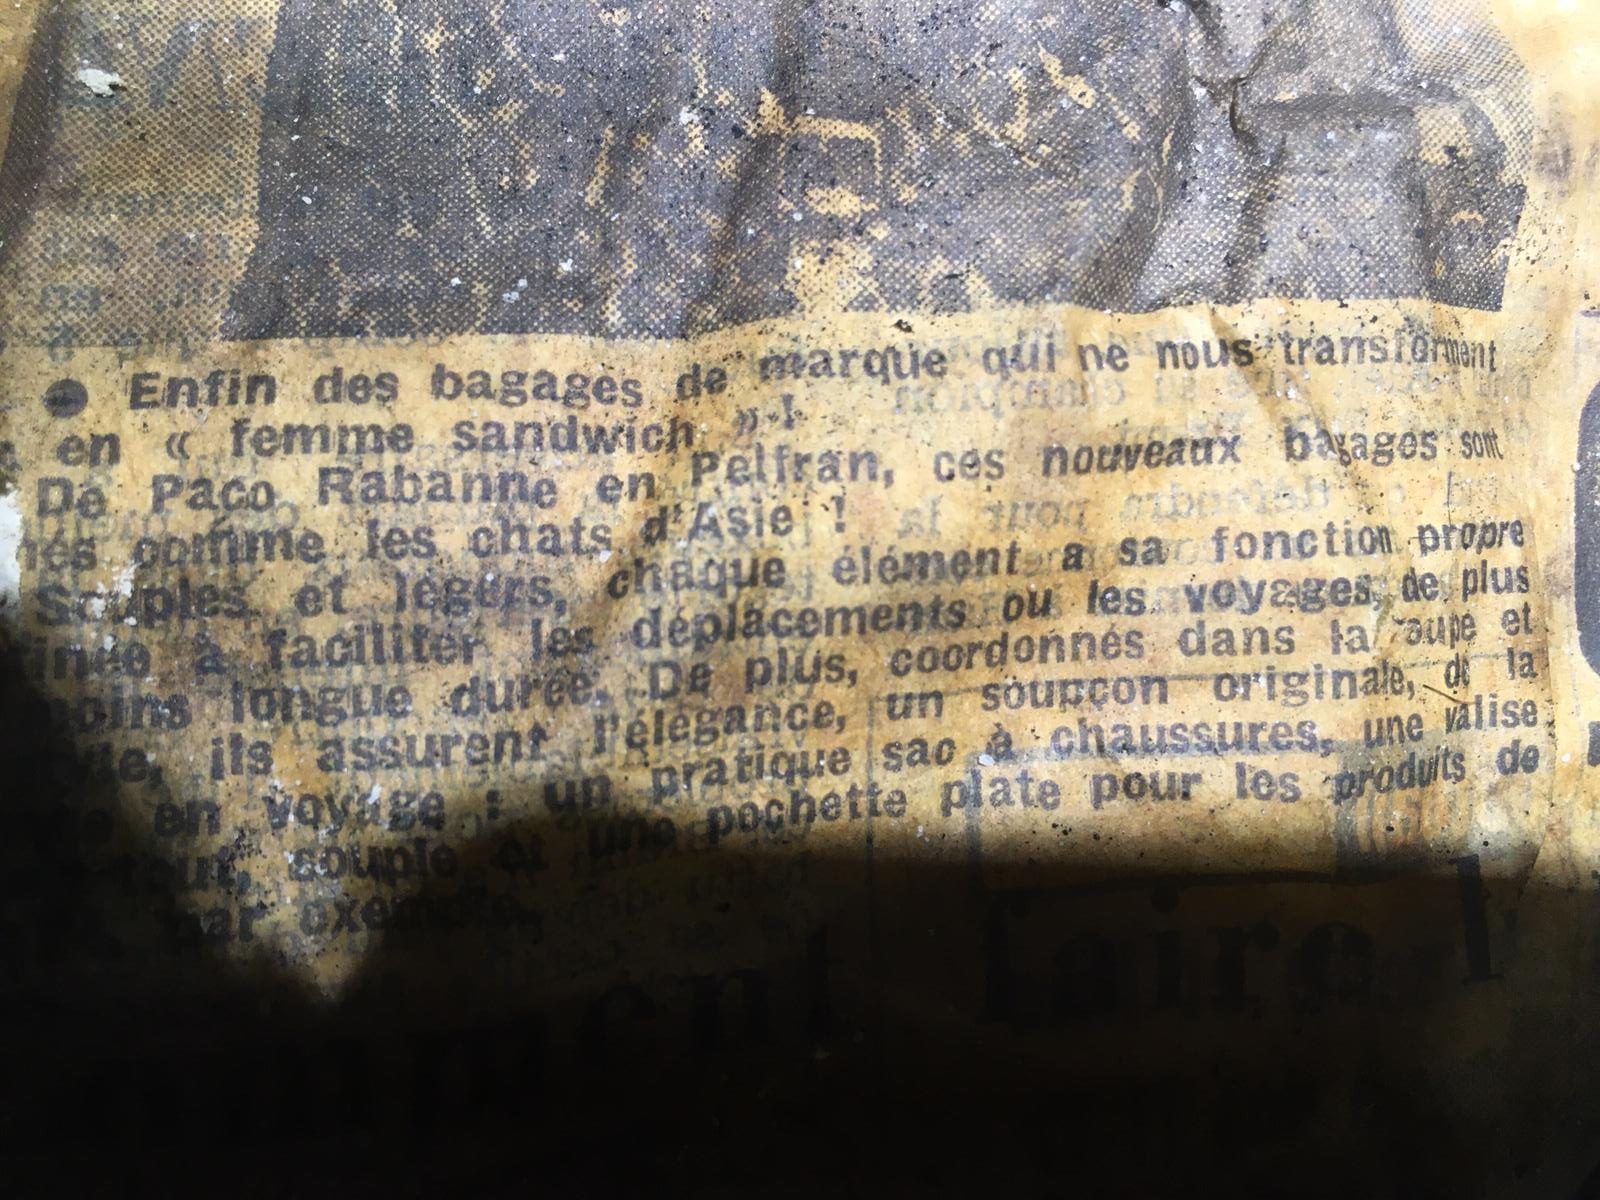 ● Enfin des bagages de marque qui ne nous transforment
en « femme sandwich » !
De Paco Rabanne en Pelfran, ces nouveaux bagages sont
nés comme les chats d'Asie !
Souples et légers, chaque élément a sa fonction propre
à faciliter les déplacements ou les voyages, de plus
moins longue durée. De plus, coordonnés dans la et
ils assurent l'élégance, un soupçon originale, de la
en voyage : un pratique sac à chaussures, une valise
souple et une pochette plate pour les produits de
par exemple.
faire